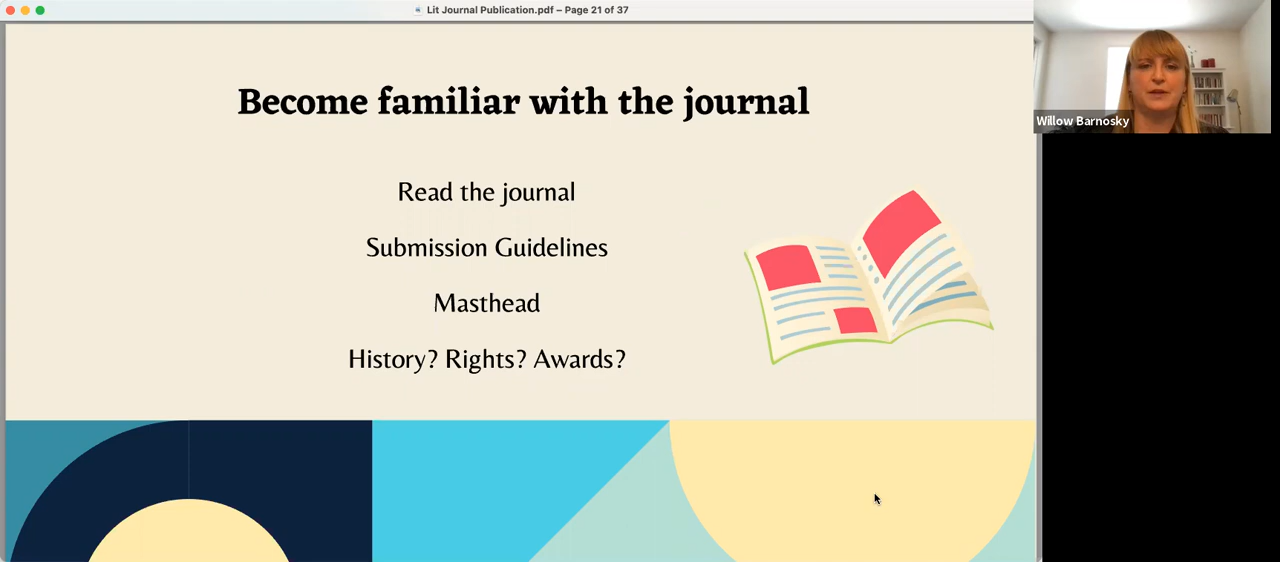 Lit Journal Publication.pdf – Page 21 of 37
Become familiar with the journal
Read the journal
Submission Guidelines
Masthead
History? Rights? Awards?
Willow Barnosky